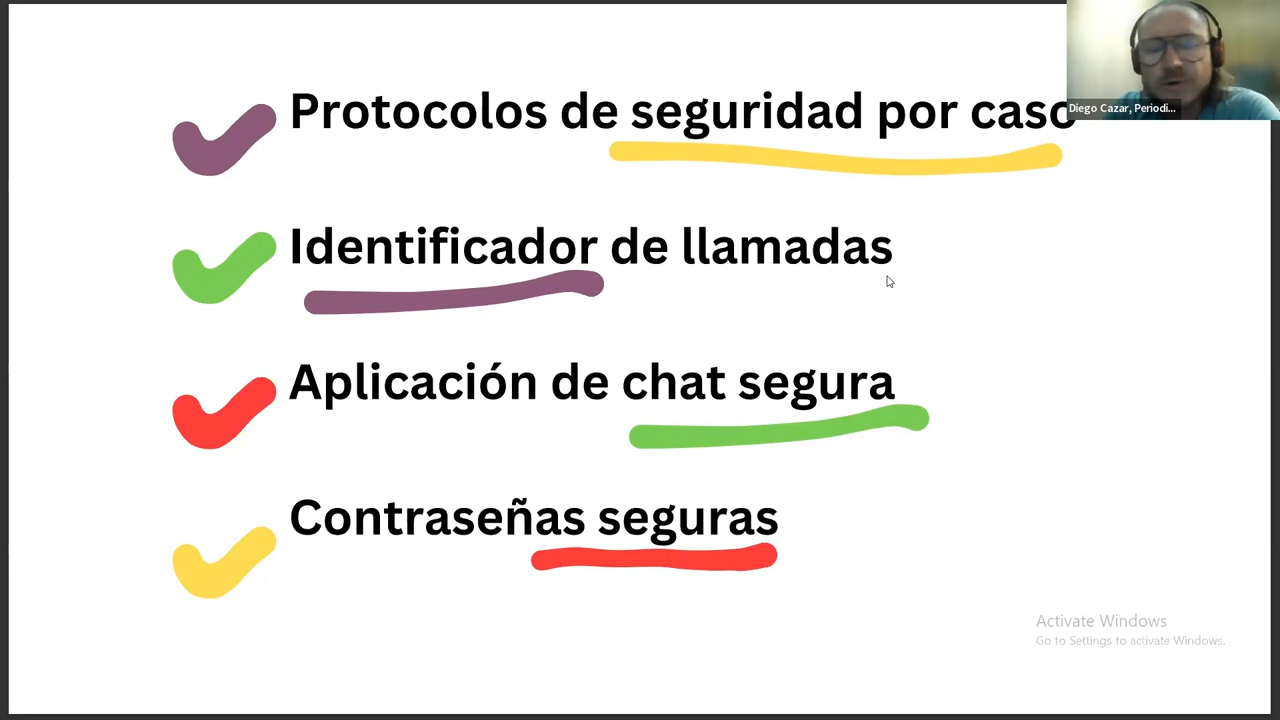 Protocolos de seguridad por caso
Diego Cazar, Periodi...
Identificador de llamadas
Aplicación de chat segura
Contraseñas seguras
Activate Windows
Go to Settings to activate Windows.